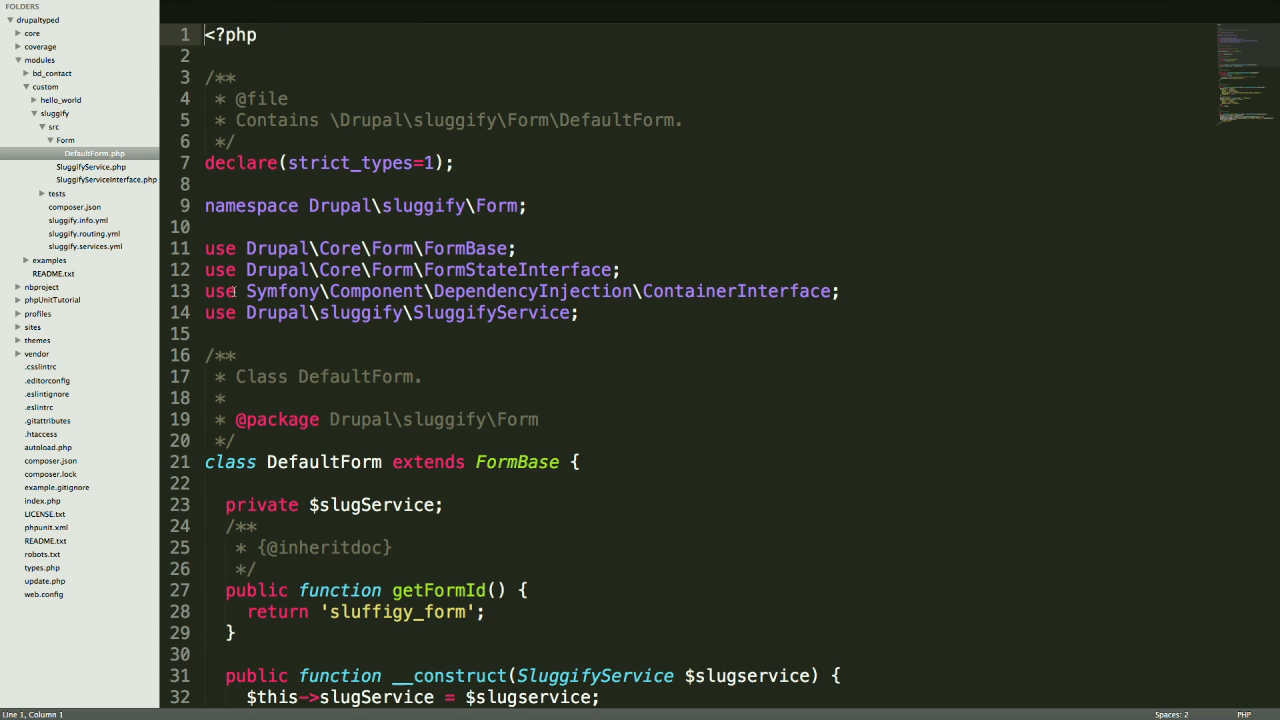 FOLDERS
drupaltyped
core
coverage
modules
bd_contact
custom
hello_world
sluggify
src
Form
DefaultForm.php
SluggifyService.php
SluggifyServiceInterface.php
tests
composer.json
sluggify.info.yml
sluggify.routing.yml
sluggify.services.yml
examples
README.txt
nbproject
phpUnitTutorial
profiles
sites
themes
vendor
.csslintrc
.editorconfig
.eslintignore
.eslintrc
.gitattributes
.htaccess
autoload.php
composer.json
composer.lock
example.gitignore
index.php
LICENSE.txt
phpunit.xml
README.txt
robots.txt
types.php
update.php
web.config
1 <?php
2
3 /**
4 * @file
5 * Contains \Drupal\sluggify\Form\DefaultForm.
6 */
7 declare(strict_types=1);
8
9 namespace Drupal\sluggify\Form;
10
11 use Drupal\Core\Form\FormBase;
12 use Drupal\Core\Form\FormStateInterface;
13 use Symfony\Component\DependencyInjection\ContainerInterface;
14 use Drupal\sluggify\SluggifyService;
15
16 /**
17 * Class DefaultForm.
18 *
19 * @package Drupal\sluggify\Form
20 */
21 class DefaultForm extends FormBase {
22
23 private $slugService;
24 /**
25 * {@inheritdoc}
26 */
27 public function getFormId() {
28 return 'sluffigy_form';
29 }
30
31 public function __construct(SluggifyService $slugservice) {
32 $this->slugService = $slugservice;
Line 1, Column 1
Spaces: 2
PHP